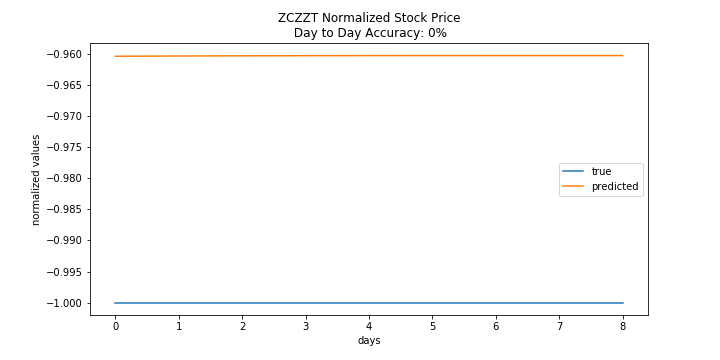 ZCZZT Normalized Stock Price
Day to Day Accuracy: 0%
−0.960
−0.965
−0.970
−0.975
−0.980
−0.985
−0.990
−0.995
−1.000
normalized values
true
predicted
0 1 2 3 4 5 6 7 8
days